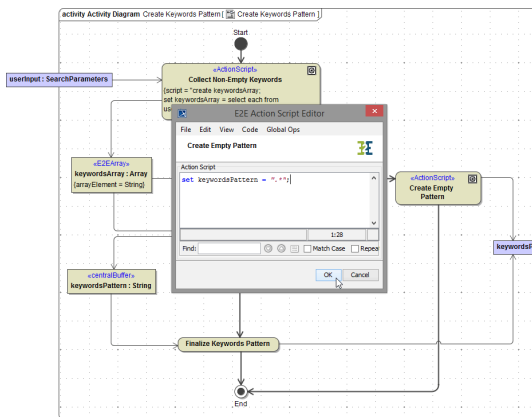 activity Activity Diagram Create Keywords Pattern [ Create Keywords Pattern ]
Start
userInput : SearchParameters
«ActionScript»
Collect Non-Empty Keywords
{script = "create keywordsArray;
set keywordsArray = select each from
E2E Action Script Editor
File Edit View Code Global Ops
Create Empty Pattern
Action Script
set keywordsPattern = ".*";
1:28
Find:
Match Case
Repeat
OK
Cancel
«E2EArray»
keywordsArray : Array
{arrayElement = String}
«ActionScript»
Create Empty
Pattern
«centralBuffer»
keywordsPattern : String
Finalize Keywords Pattern
End